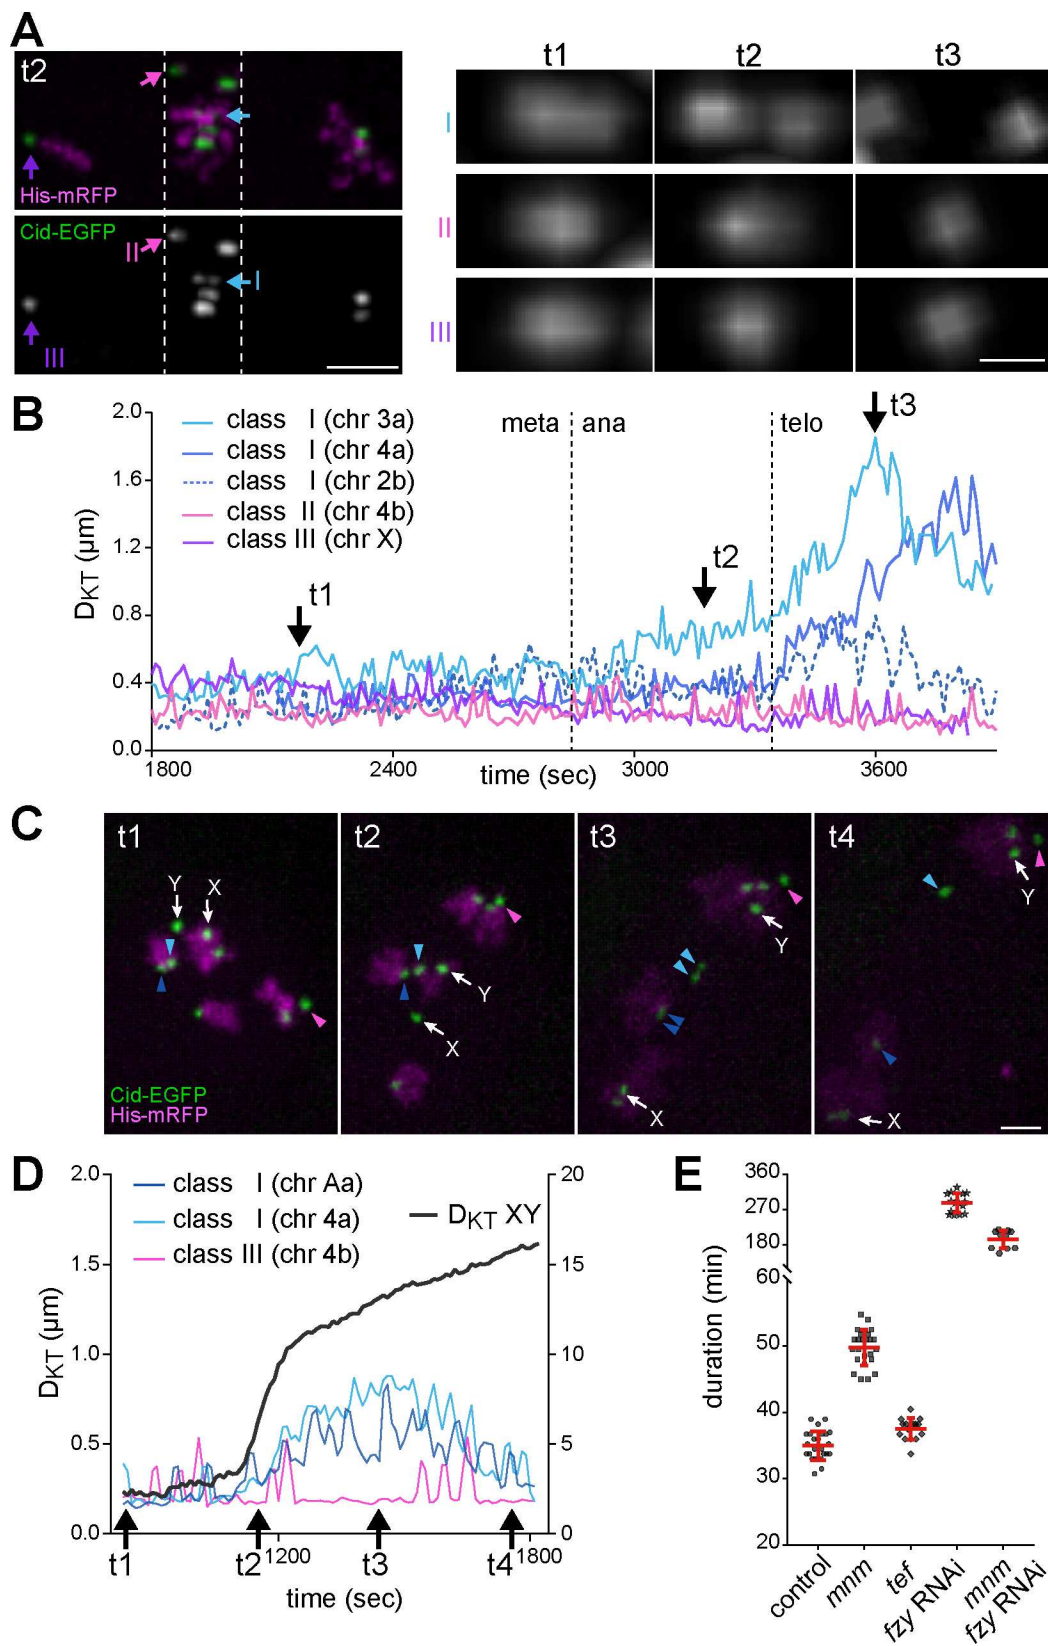 A
t2
His-mRFP
Cid-EGFP
II
I
III
t1
t2
t3
I
II
III
B
2.0
1.6
1.2
0.8
0.4
0.0
DKT (µm)
class I (chr 3a)
class I (chr 4a)
class I (chr 2b)
class II (chr 4b)
class III (chr X)
meta
ana
telo
t1
t2
t3
1800
2400
3000
3600
time (sec)
C
t1
Y
X
Cid-EGFP
His-mRFP
t2
Y
X
t3
Y
X
t4
Y
X
D
2.0
1.5
1.0
0.5
0.0
DKT (µm)
class I (chr Aa)
class I (chr 4a)
class III (chr 4b)
DKT XY
20
15
10
5
0
t1
t2
1200
t3
t4
1800
time (sec)
E
360
270
180
60
50
40
30
20
duration (min)
control
mnm
tef
fzy RNAi
mnm
fzy RNAi